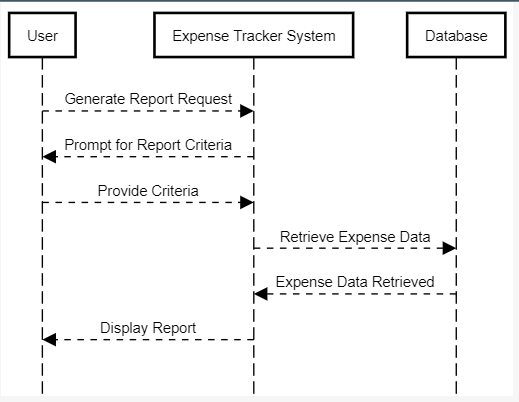 User
Expense Tracker System
Database
Generate Report Request
Prompt for Report Criteria
Provide Criteria
Retrieve Expense Data
Expense Data Retrieved
Display Report